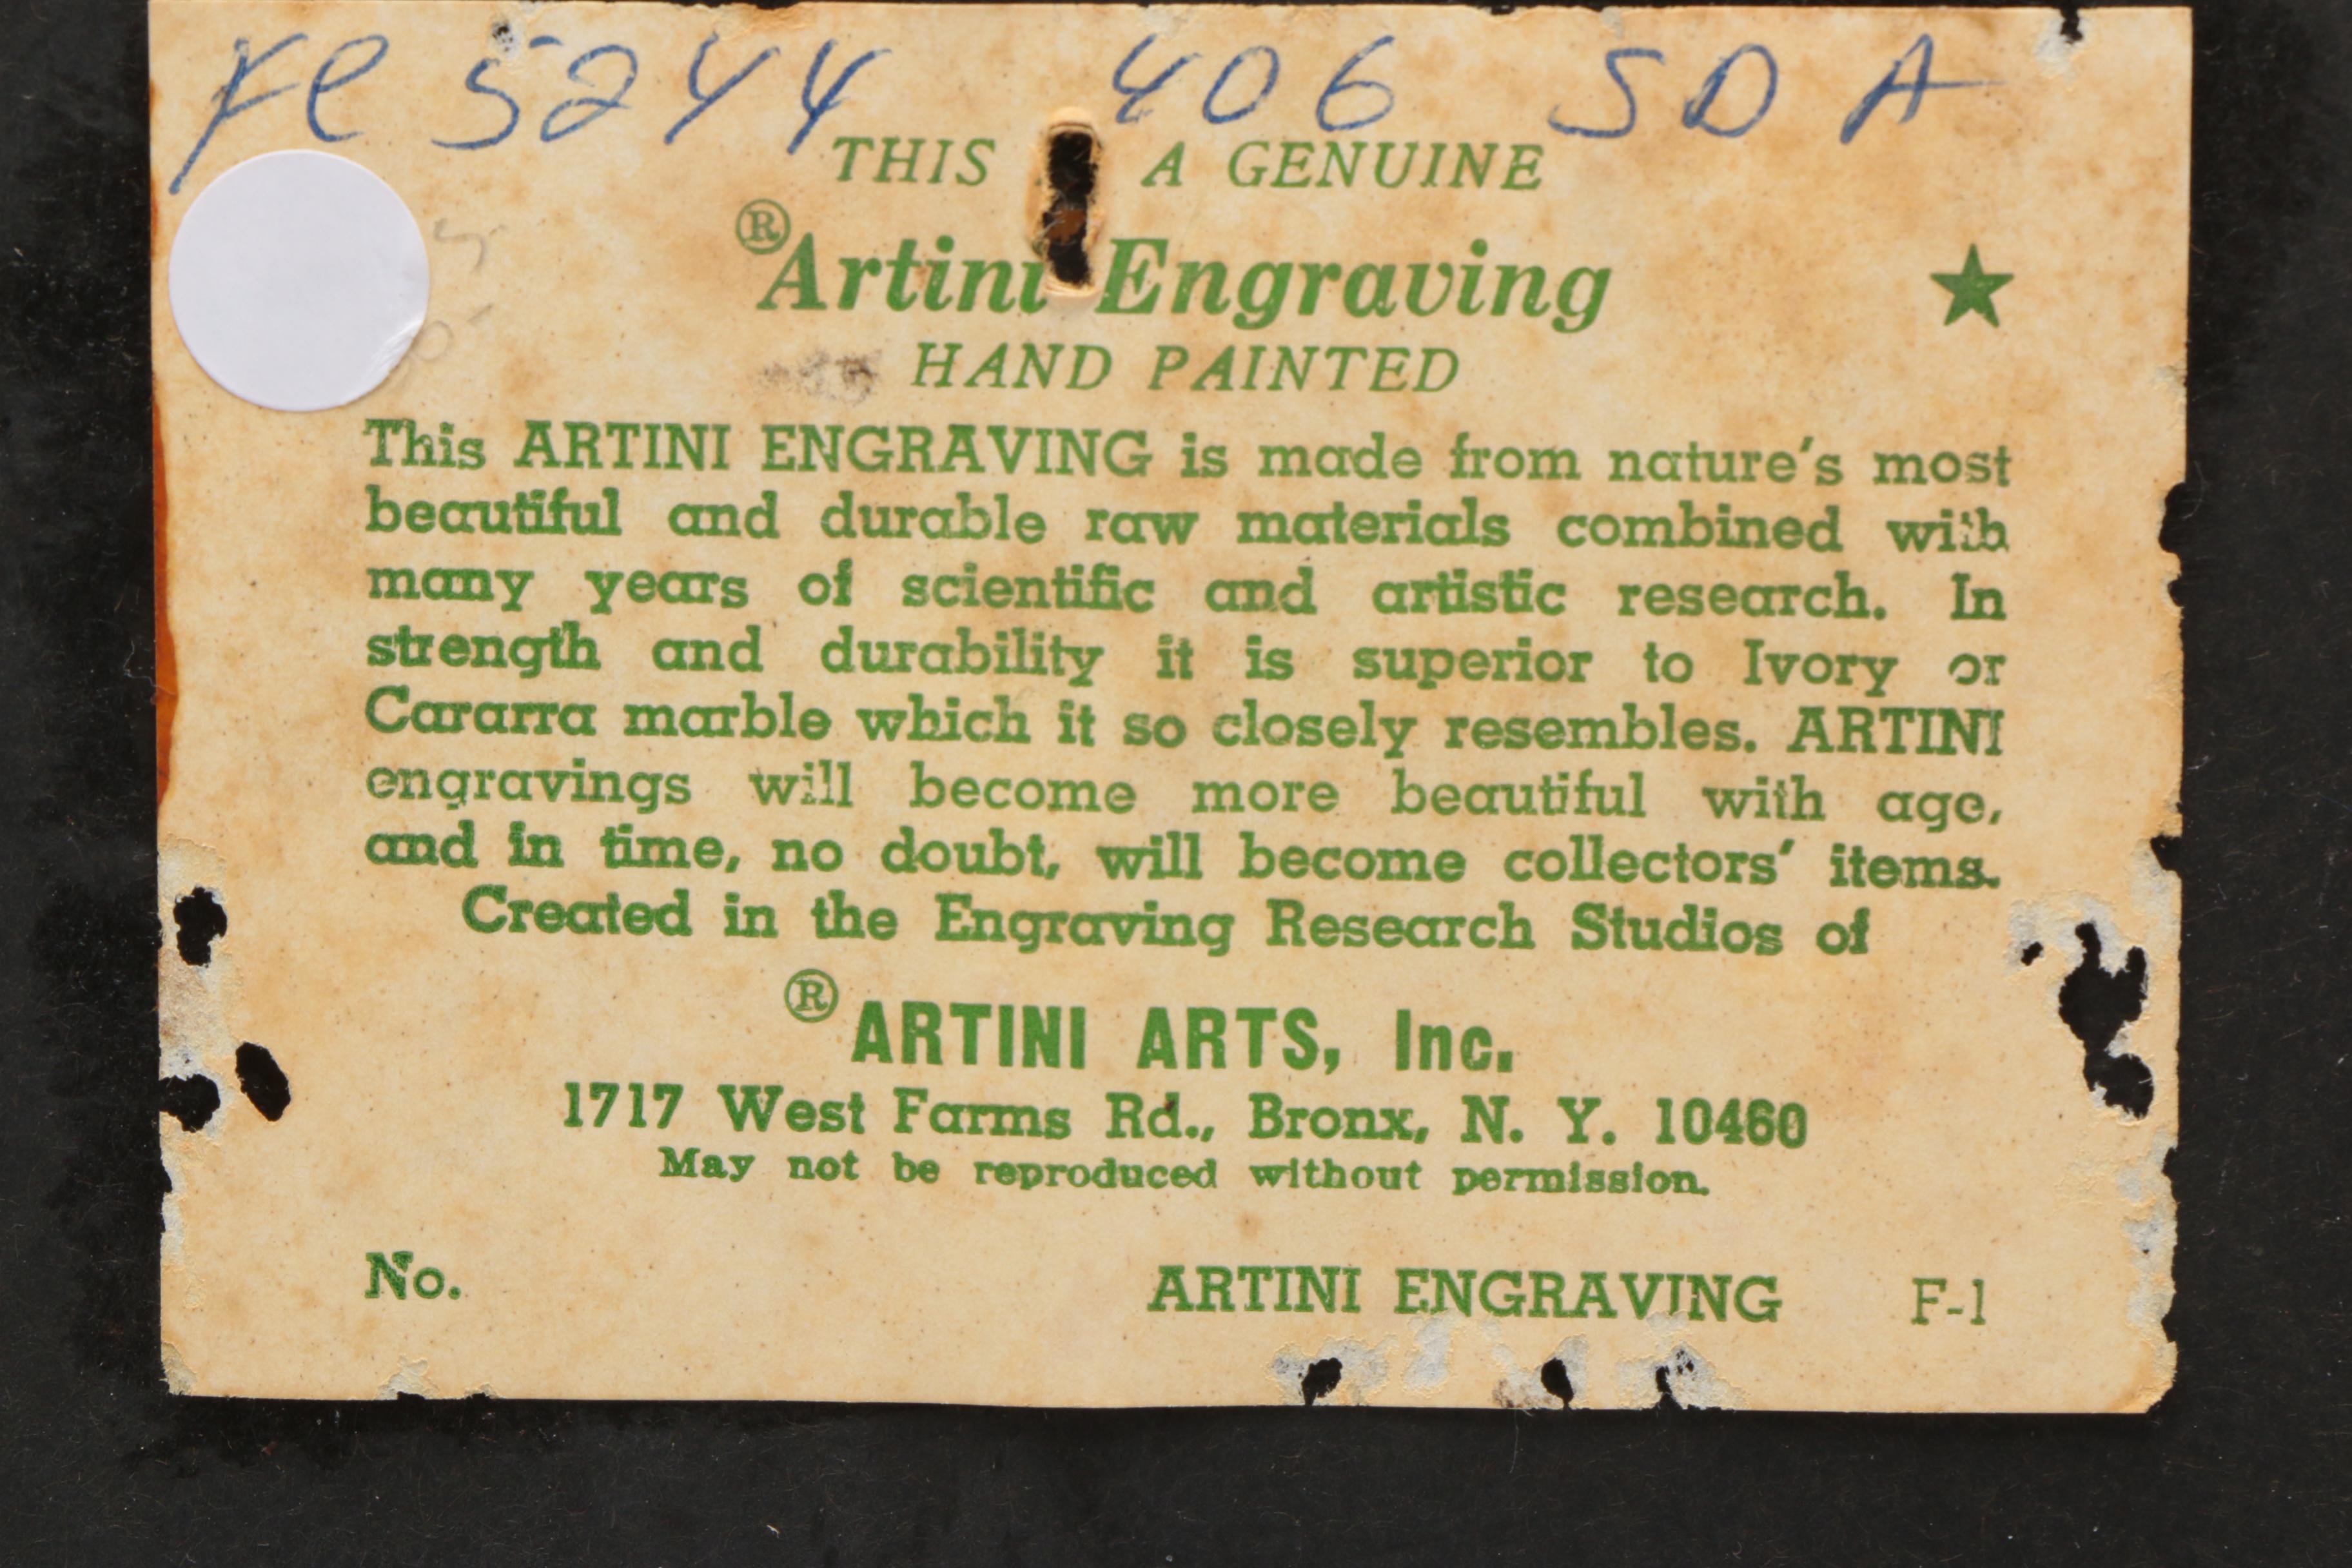 5244 406 SDA
THIS A GENUINE
® Artini Engraving
HAND PAINTED
This ARTINI ENGRAVING is made from nature's most
beautiful and durable raw materials combined with
many years of scientific and artistic research. In
strength and durability it is superior to Ivory or
Cararra marble which it so closely resembles. ARTINI
engravings will become more beautiful with age,
and in time, no doubt, will become collectors' items.
Created in the Engraving Research Studios of
® ARTINI ARTS, Inc.
1717 West Farms Rd., Bronx, N. Y. 10460
May not be reproduced without permission.
No. ARTINI ENGRAVING F-1